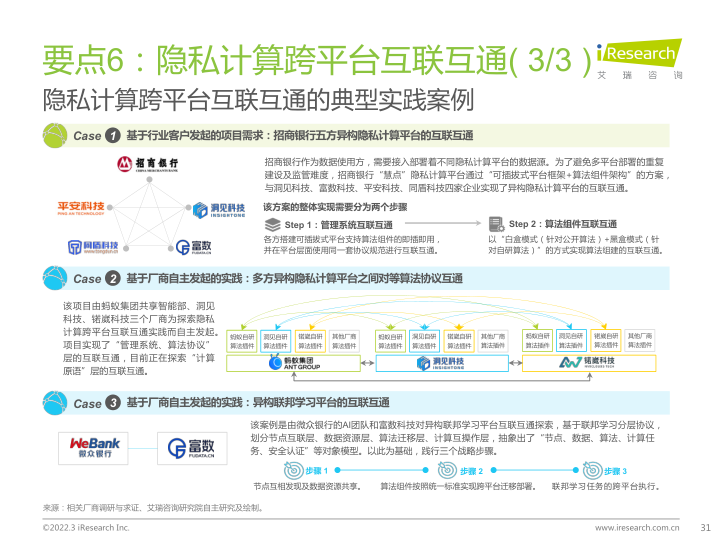 要点6：隐私计算跨平台互联互通( 3/3 )
iResearch
艾 瑞 咨 询
隐私计算跨平台互联互通的典型实践案例
Case 1 基于行业客户发起的项目需求：招商银行五方异构隐私计算平台的互联互通
招商银行
CHINA MERCHANTS BANK
平安科技
PING AN TECHNOLOGY
洞见科技
INSIGHTONE
同盾科技
www.tongdun.cn
富数
FUDATA.CN
招商银行作为数据使用方，需要接入部署着不同隐私计算平台的数据源。为了避免多平台部署的重复
建设及监管难度，招商银行“慧点”隐私计算平台通过“可插拔式平台框架+算法组件架构”的方案，
与洞见科技、富数科技、平安科技、同盾科技四家企业实现了异构隐私计算平台的互联互通。
该方案的整体实现需要分为两个步骤
Step 1：管理系统互联互通
各方搭建可插拔式平台支持算法组件的即插即用，
并在平台层面使用同一套协议规范进行互联互通。
Step 2：算法组件互联互通
以“白盒模式（针对公开算法）+黑盒模式（针
对自研算法）”的方式实现算法组建的互联互通。
Case 2 基于厂商自主发起的实践：多方异构隐私计算平台之间对等算法协议互通
该项目由蚂蚁集团共享智能部、洞见
科技、锘崴科技三个厂商为探索隐私
计算跨平台互联互通实践而自主发起。
项目实现了“管理系统、算法协议”
层的互联互通，目前正在探索“计算
原语”层的互联互通。
蚂蚁自研 洞见自研 锘崴自研 其他厂商 蚂蚁自研 洞见自研 锘崴自研 其他厂商 蚂蚁自研 洞见自研 锘崴自研 其他厂商
算法插件 算法插件 算法插件 算法插件 算法插件 算法插件 算法插件 算法插件 算法插件 算法插件 算法插件 算法插件
蚂蚁集团
ANT GROUP
洞见科技
INSIGHTONE
锘崴科技
Case 3 基于厂商自主发起的实践：异构联邦学习平台的互联互通
WeBank
微众银行
富数
FUDATA.CN
该案例是由微众银行的AI团队和富数科技对异构联邦学习平台互联互通探索，基于联邦学习分层协议，
划分节点互联层、数据资源层、算法迁移层、计算互操作层，抽象出了“节点、数据、算法、计算任
务、安全认证”等对象模型。以此为基础，践行三个战略步骤。
步骤 1
节点互相发现及数据资源共享。
步骤 2
算法组件按照统一标准实现跨平台迁移部署。
步骤 3
联邦学习任务的跨平台执行。
来源：相关厂商调研与求证、艾瑞咨询研究院自主研究及绘制。
©2022.3 iResearch Inc.
www.iresearch.com.cn
31